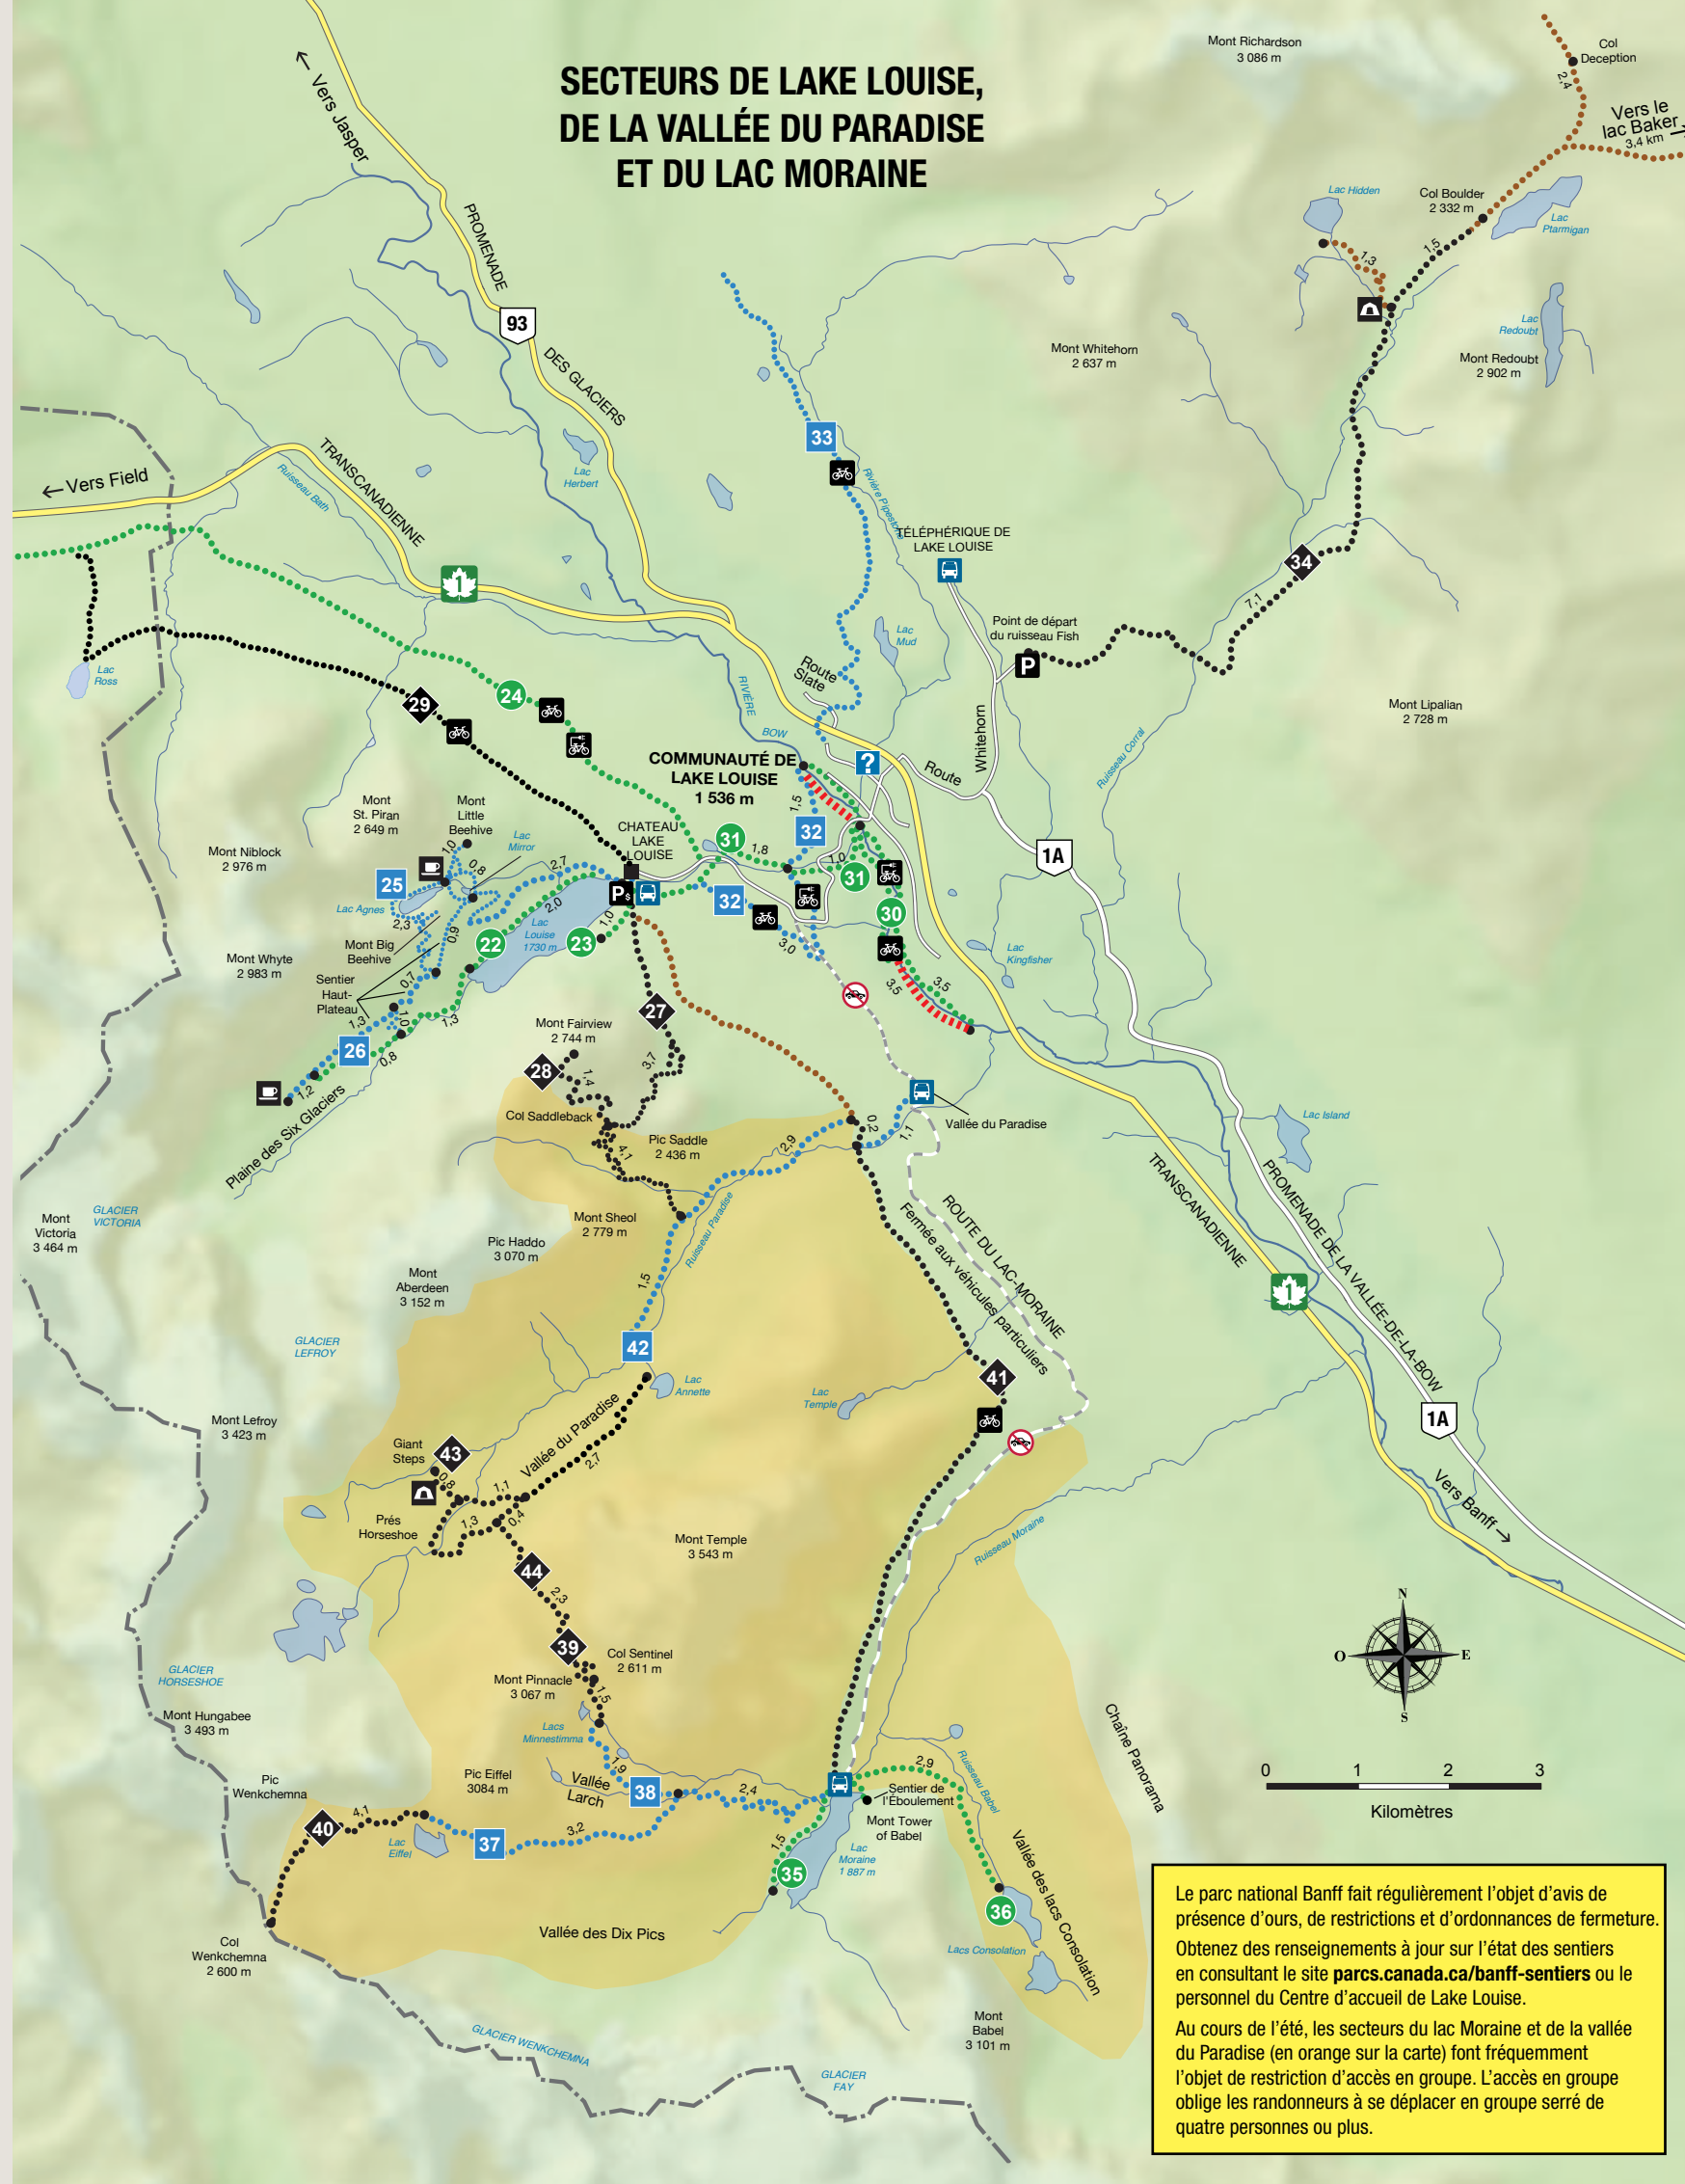 SECTEURS DE LAKE LOUISE,
DE LA VALLÉE DU PARADISE
ET DU LAC MORAINE
Mont Richardson
3 086 m
Col
Deception
2,4
Vers le
lac Baker →
3,4 km
← Vers Jasper
PROMENADE
DES GLACIERS
93
Lac Hidden
Col Boulder
2 332 m
Lac
Ptarmigan
1,3
1,5
Lac
Redoubt
Mont Redoubt
2 902 m
Mont Whitehorn
2 637 m
33
Rivière Pipestone
TÉLÉPHÉRIQUE DE
LAKE LOUISE
34
7,1
Point de départ
du ruisseau Fish
P
Lac
Mud
Route
Slate
Mont Lipalian
2 728 m
Ruisseau Corral
← Vers Field
TRANSCANADIENNE
Ruisseau Bath
Lac
Herbert
1
Lac
Ross
24
29
RIVIÈRE
BOW
COMMUNAUTÉ DE
LAKE LOUISE
1 536 m
?
Route
Whitehorn
1A
1,5
32
CHATEAU
LAKE
LOUISE
31
1,8
1,0
31
30
P$
32
3,0
3,5
3,5
Lac
Kingfisher
Mont
St. Piran
2 649 m
Mont
Little
Beehive
Lac
Mirror
Mont Niblock
2 976 m
1,0
0,8
2,7
25
Lac Agnes
2,3
2,0
0,9
Lac
Louise
1730 m
1,0
22
23
Mont Big
Beehive
Mont Whyte
2 983 m
Sentier
Haut-
Plateau
0,7
1,3
1,0
1,3
26
0,8
1,2
Plaine des Six Glaciers
27
3,7
Mont Fairview
2 744 m
28
1,4
Col Saddleback
4,1
Pic Saddle
2 436 m
2,9
0,2
1,1
Vallée du Paradise
Lac Island
GLACIER
VICTORIA
Mont
Victoria
3 464 m
Mont Sheol
2 779 m
Pic Haddo
3 070 m
Mont
Aberdeen
3 152 m
Ruisseau Paradise
1,5
42
ROUTE DU LAC-MORAINE
Fermée aux véhicules particuliers
TRANSCANADIENNE
PROMENADE DE LA VALLÉE-DE-LA-BOW
1
1A
Vers Banff →
GLACIER
LEFROY
Mont Lefroy
3 423 m
Lac
Annette
Lac
Temple
41
Giant
Steps
43
0,8
Vallée du Paradise
2,7
1,1
1,3
0,4
Prés
Horseshoe
44
2,3
Mont Temple
3 543 m
Ruisseau Moraine
39
Col Sentinel
2 611 m
Mont Pinnacle
3 067 m
1,5
GLACIER
HORSESHOE
Mont Hungabee
3 493 m
Lacs
Minnestimma
1,9
Vallée
Larch
38
2,4
Pic Eiffel
3084 m
Pic
Wenkchemna
40
4,1
Lac
Eiffel
37
3,2
2,9
Sentier de
l'Éboulement
Mont Tower
of Babel
Ruisseau Babel
Chaîne Panorama
1,5
35
Lac
Moraine
1 887 m
36
Vallée des lacs Consolation
Lacs Consolation
Vallée des Dix Pics
Col
Wenkchemna
2 600 m
GLACIER WENKCHEMNA
Mont
Babel
3 101 m
GLACIER
FAY
N
O
E
S
0 1 2 3
Kilomètres
Le parc national Banff fait régulièrement l'objet d'avis de
présence d'ours, de restrictions et d'ordonnances de fermeture.
Obtenez des renseignements à jour sur l'état des sentiers
en consultant le site parcs.canada.ca/banff-sentiers ou le
personnel du Centre d'accueil de Lake Louise.
Au cours de l'été, les secteurs du lac Moraine et de la vallée
du Paradise (en orange sur la carte) font fréquemment
l'objet de restriction d'accès en groupe. L'accès en groupe
oblige les randonneurs à se déplacer en groupe serré de
quatre personnes ou plus.